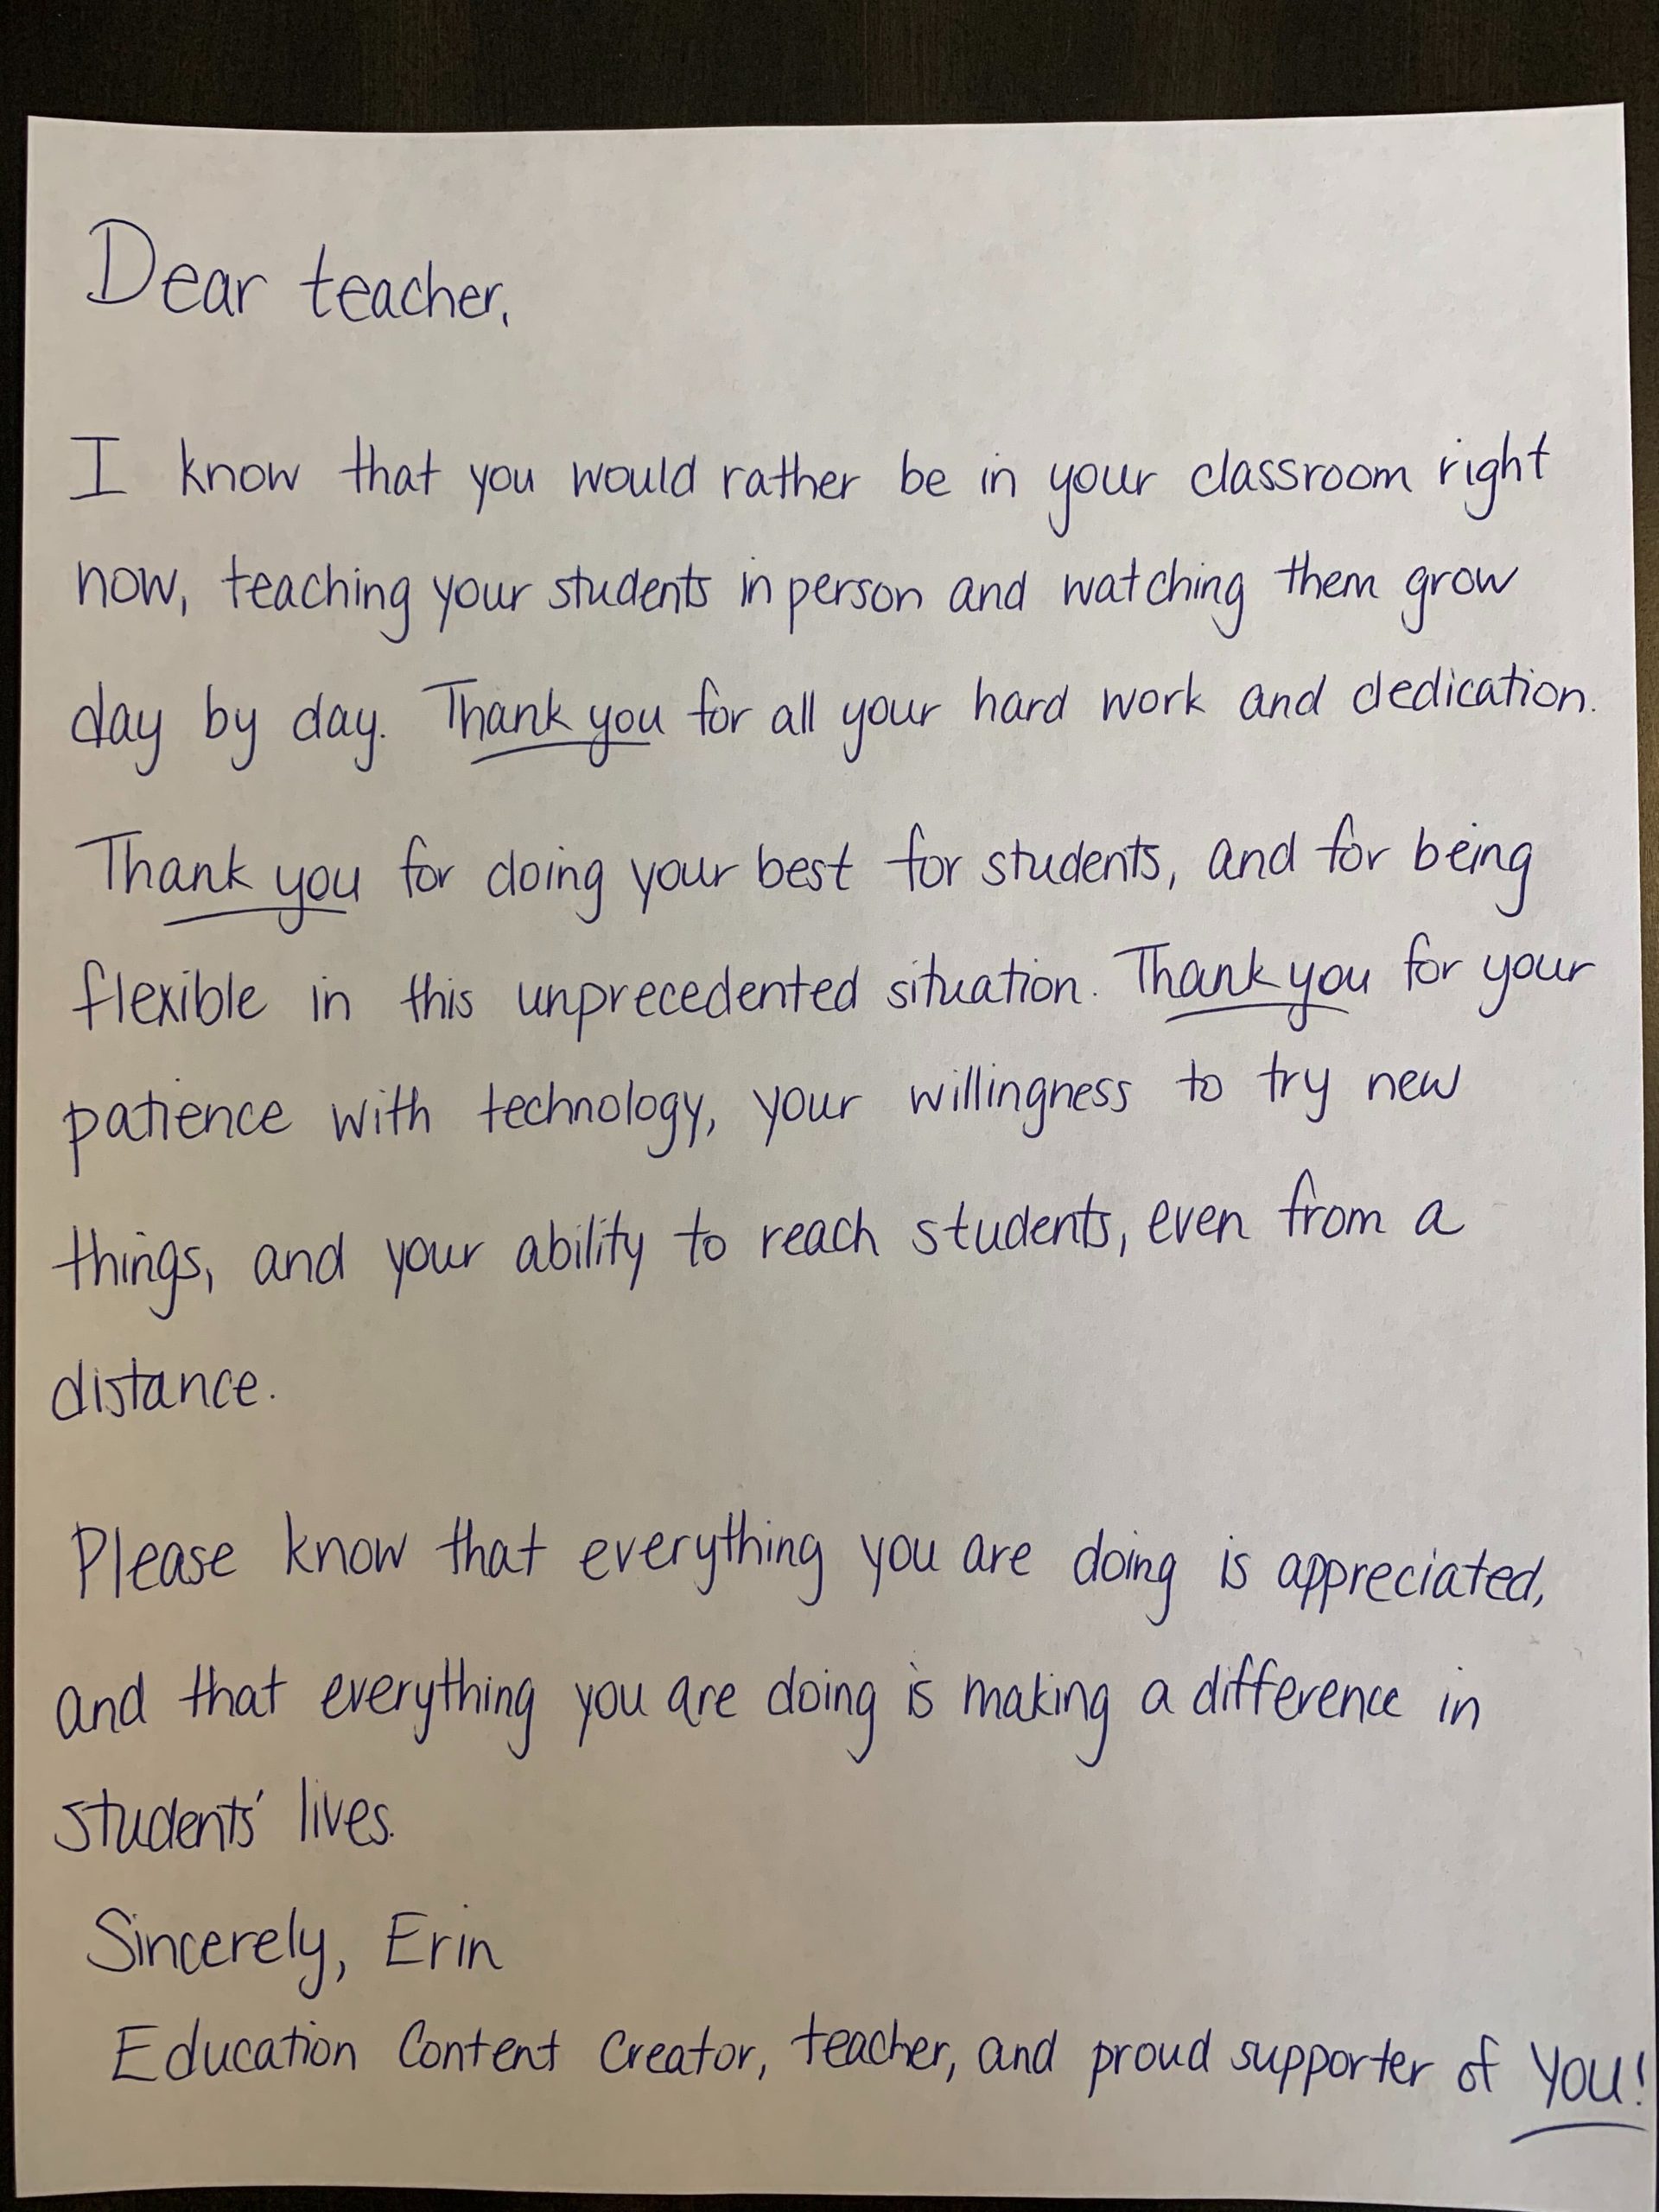 Dear teacher,
I know that you would rather be in your classroom right
now, teaching your students in person and watching them grow
day by day. Thank you for all your hard work and dedication.
Thank you for doing your best for students, and for being
flexible in this unprecedented situation. Thank you for your
patience with technology, your willingness to try new
things, and your ability to reach students, even from a
distance.
Please know that everything you are doing is appreciated,
and that everything you are doing is making a difference in
students' lives.
Sincerely, Erin
Education Content Creator, teacher, and proud supporter of YOU!